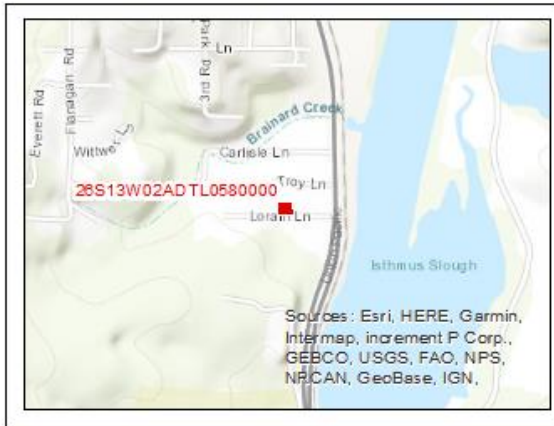 Ln
Park
3rd Rd
Flanagan Rd
Everett Rd
Wittwer Ln
Brainard Creek
Carlisle Ln
Troy Ln
26S13W02ADTL0580000
Lorain Ln
Isthmus Slough
Sources: Esri, HERE, Garmin,
Intermap, increment P Corp.,
GEBCO, USGS, FAO, NPS,
NRCAN, GeoBase, IGN,